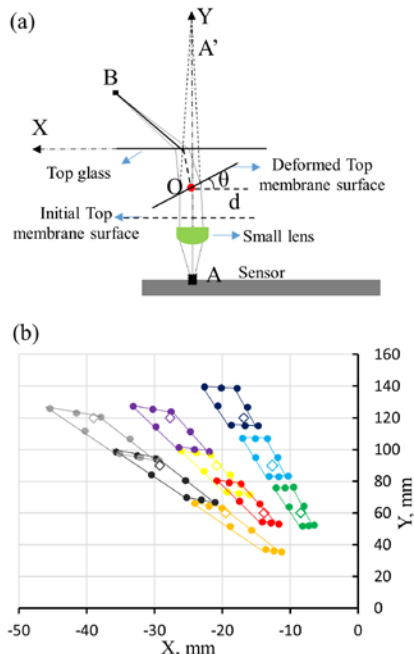 (a)
Y
A'
B
X
Top glass
O
θ
Deformed Top
membrane surface
d
Initial Top
membrane surface
Small lens
A
Sensor
(b)
160
140
120
100
80
60
40
20
0
Y, mm
-50 -40 -30 -20 -10 0
X, mm